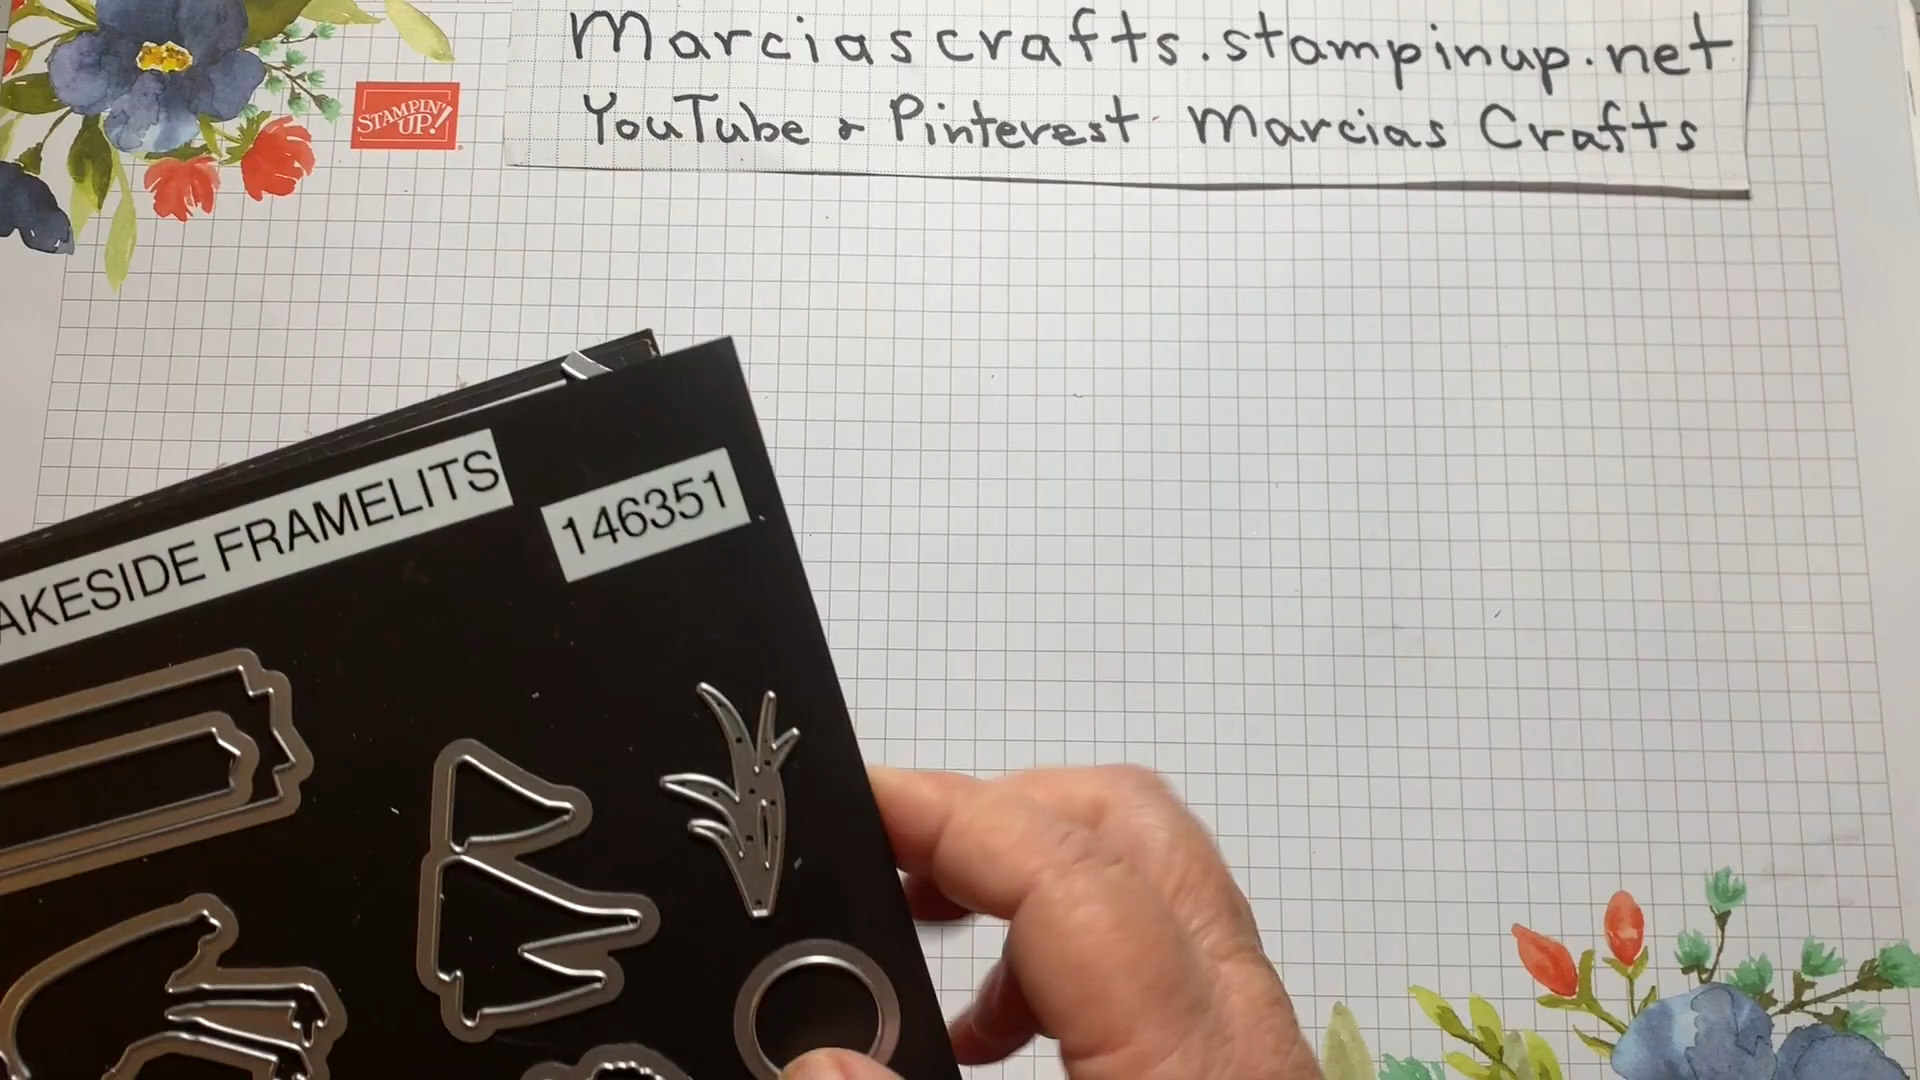 Marciascrafts.stampinup.net
YouTube & Pinterest Marcias Crafts
STAMPIN'
UP!
AKESIDE FRAMELITS
146351